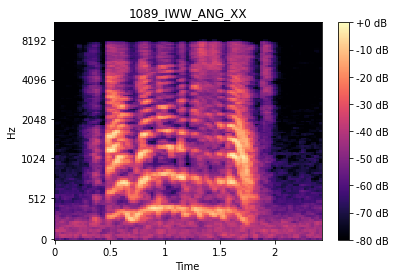 1089_IWW_ANG_XX
Hz
8192
4096
2048
1024
512
0
0
0.5
1
1.5
2
Time
+0 dB
-10 dB
-20 dB
-30 dB
-40 dB
-50 dB
-60 dB
-70 dB
-80 dB